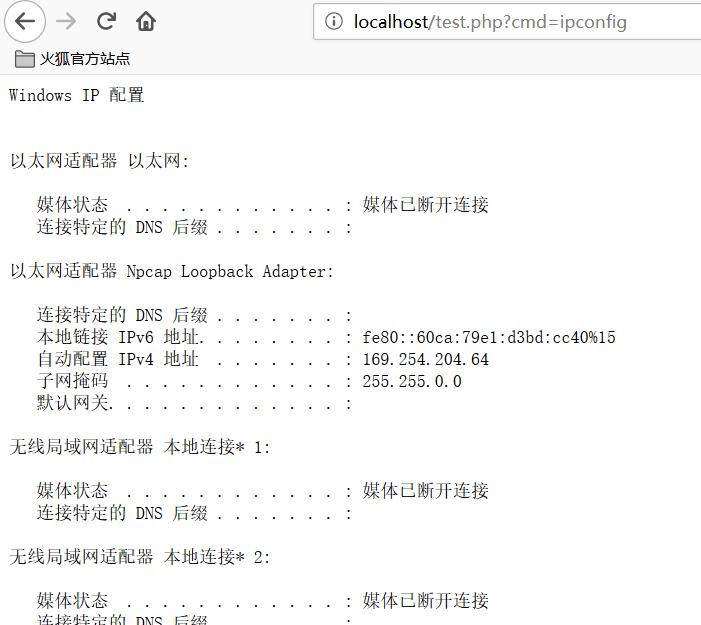 localhost/test.php?cmd=ipconfig
火狐官方站点
Windows IP 配置
以太网适配器 以太网:
媒体状态 . . . . . . . . . . . . : 媒体已断开连接
连接特定的 DNS 后缀 . . . . . . . :
以太网适配器 Npcap Loopback Adapter:
连接特定的 DNS 后缀 . . . . . . . :
本地链接 IPv6 地址. . . . . . . . : fe80::60ca:79e1:d3bd:cc40%15
自动配置 IPv4 地址 . . . . . . . : 169.254.204.64
子网掩码 . . . . . . . . . . . . : 255.255.0.0
默认网关. . . . . . . . . . . . . :
无线局域网适配器 本地连接* 1:
媒体状态 . . . . . . . . . . . . : 媒体已断开连接
连接特定的 DNS 后缀 . . . . . . . :
无线局域网适配器 本地连接* 2:
媒体状态 . . . . . . . . . . . . : 媒体已断开连接
连接特定的 DNS 后缀 . . . . . . . :